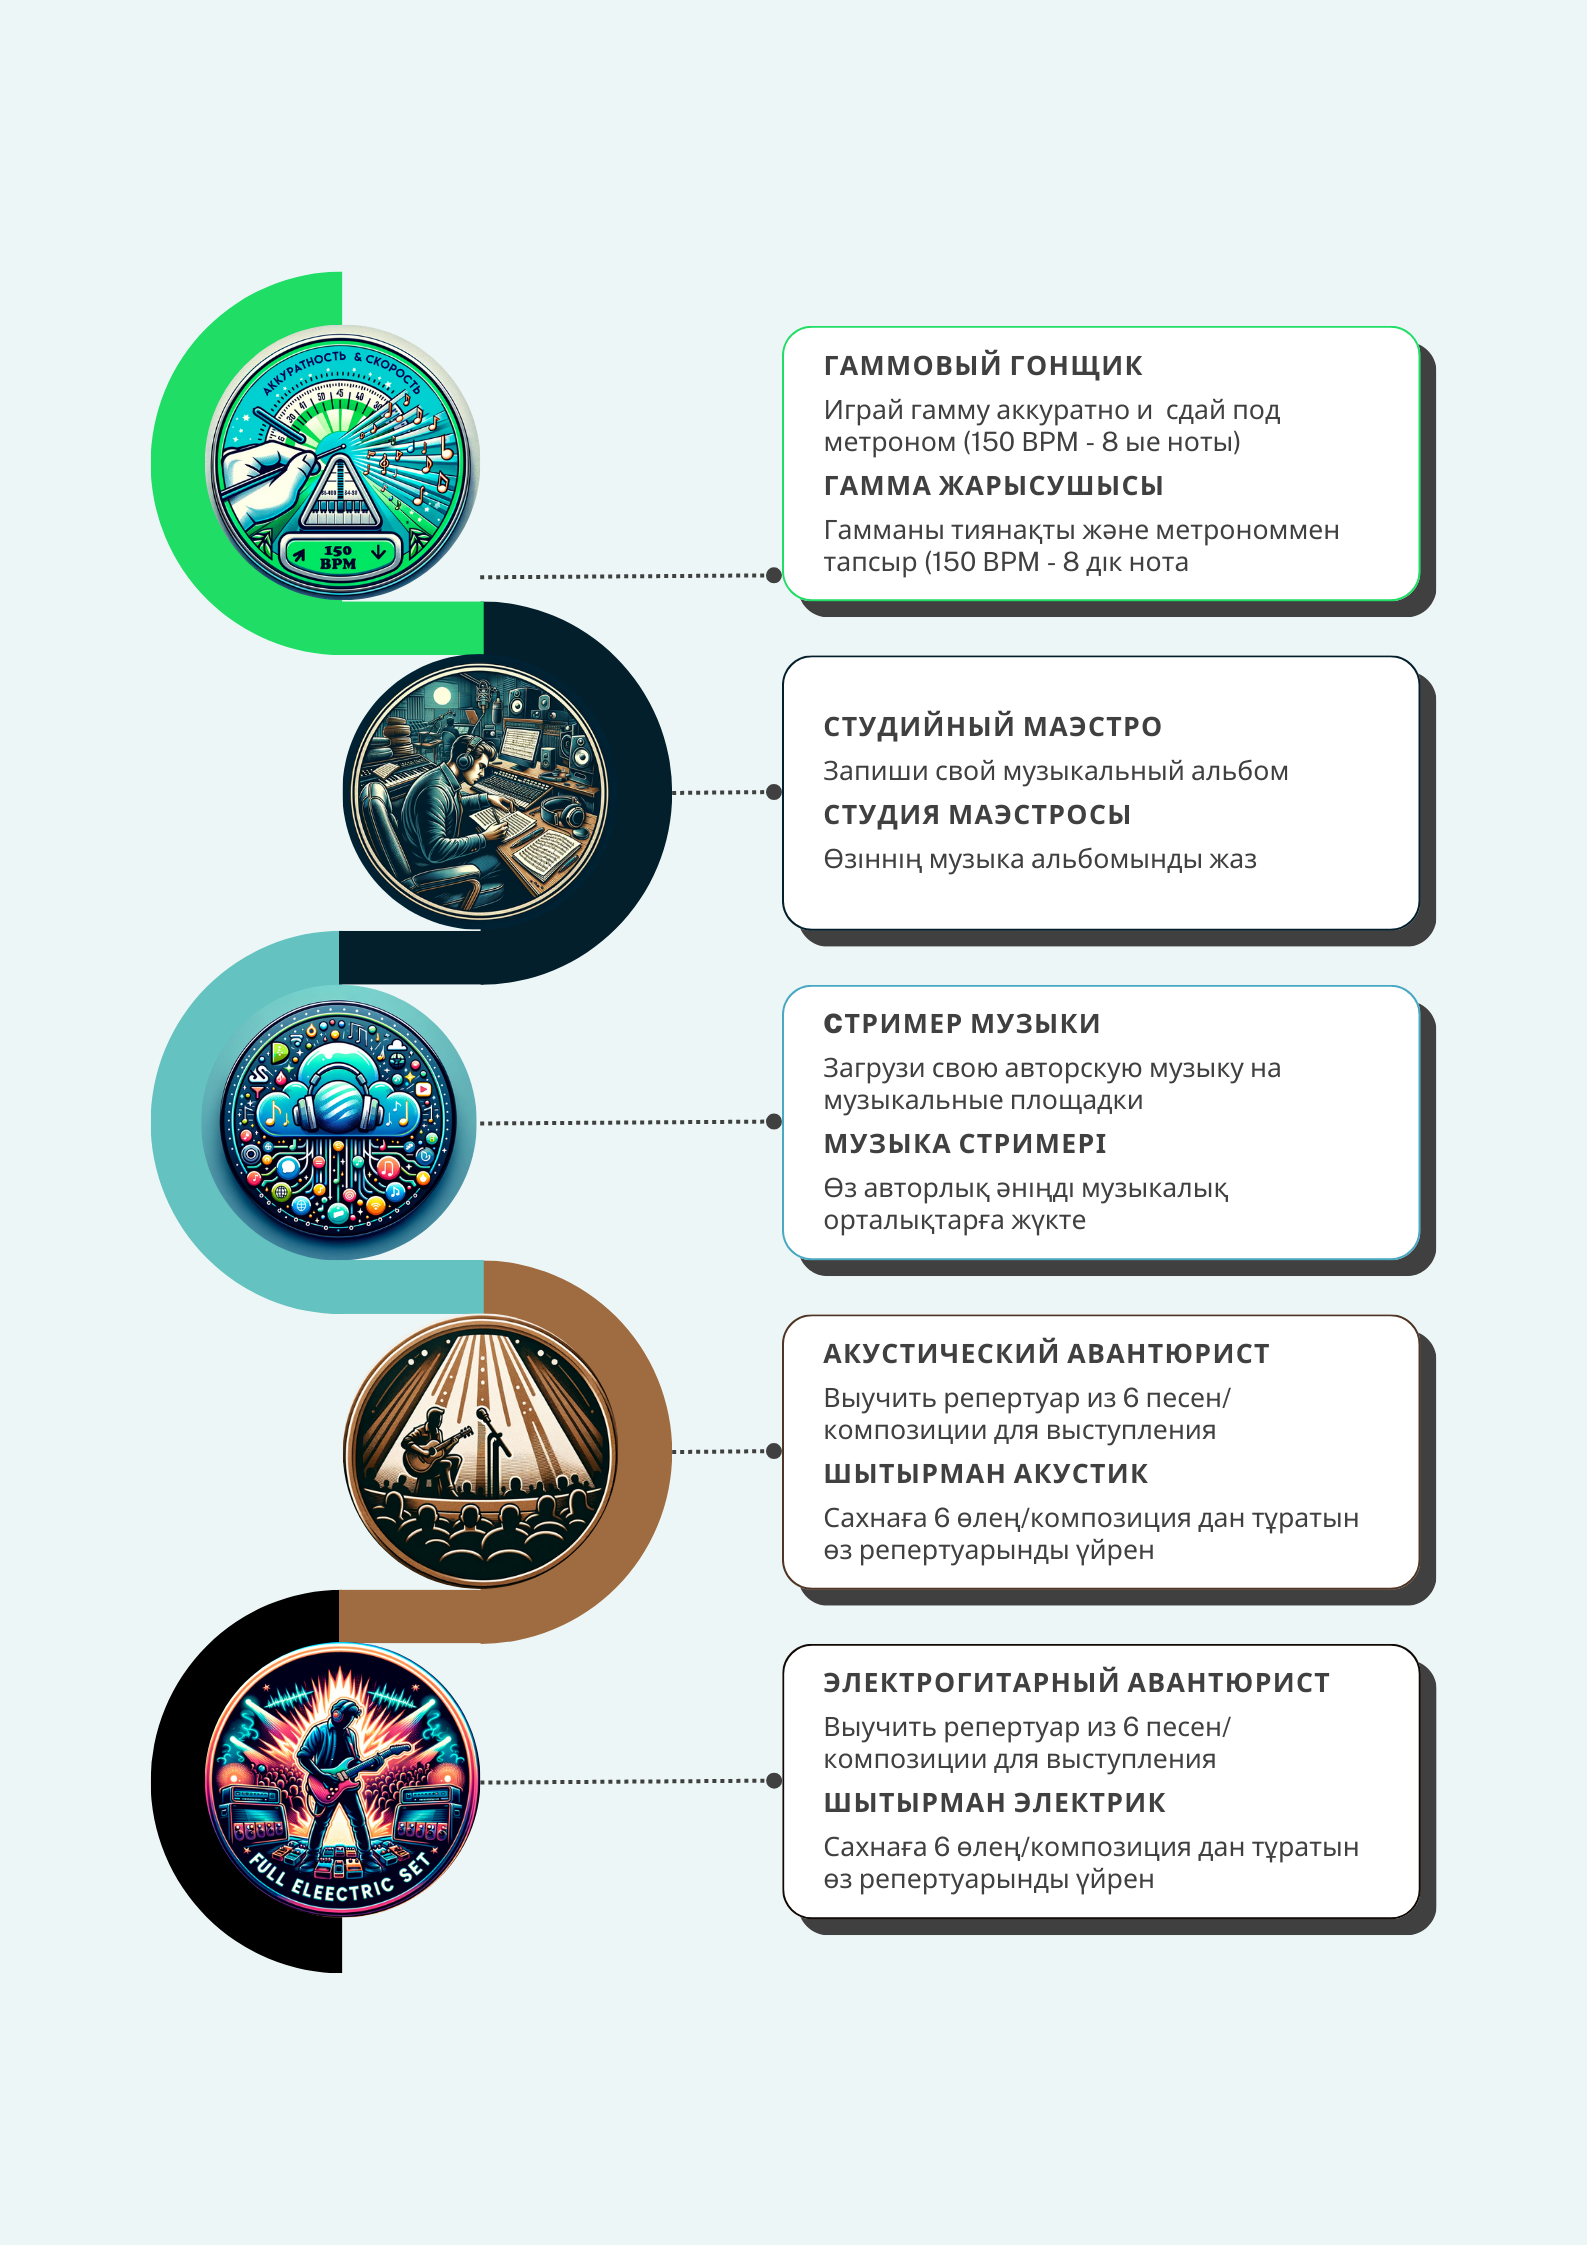 АККУРАТНОСТЬ & СКОРОСТЬ
150
BPM
ГАММОВЫЙ ГОНЩИК
Играй гамму аккуратно и  сдай под
метроном (150 BPM - 8 ые ноты)
ГАММА ЖАРЫСУШЫСЫ
Гамманы тиянақты және метрономмен
тапсыр (150 BPM - 8 дік нота
СТУДИЙНЫЙ МАЭСТРО
Запиши свой музыкальный альбом
СТУДИЯ МАЭСТРОСЫ
Өзіннің музыка альбомынды жаз
СТРИМЕР МУЗЫКИ
Загрузи свою авторскую музыку на
музыкальные площадки
МУЗЫКА СТРИМЕРІ
Өз авторлық әніңді музыкалық
орталықтарға жүкте
АКУСТИЧЕСКИЙ АВАНТЮРИСТ
Выучить репертуар из 6 песен/
композиции для выступления
ШЫТЫРМАН АКУСТИК
Сахнаға 6 өлең/композиция дан тұратын
өз репертуарынды үйрен
FULL ELEECTRIC SET
ЭЛЕКТРОГИТАРНЫЙ АВАНТЮРИСТ
Выучить репертуар из 6 песен/
композиции для выступления
ШЫТЫРМАН ЭЛЕКТРИК
Сахнаға 6 өлең/композиция дан тұратын
өз репертуарынды үйрен